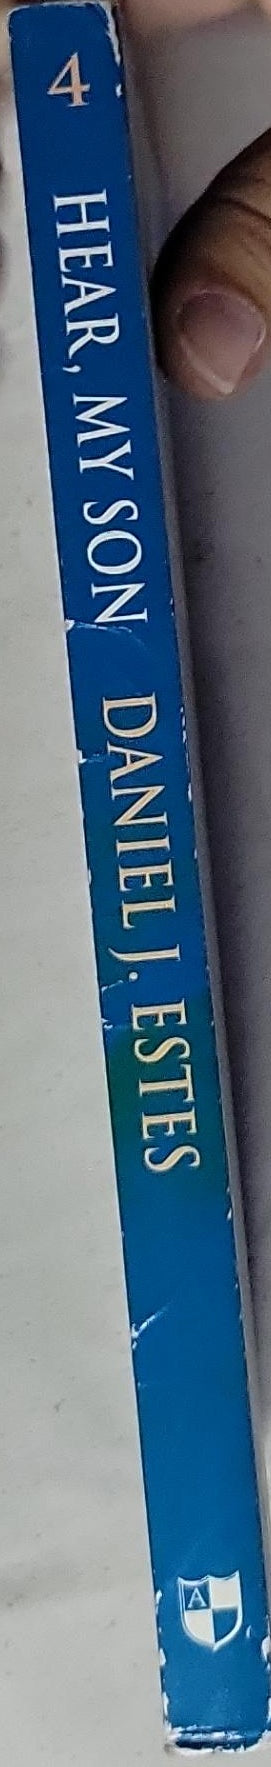 4
HEAR, MY SON
DANIEL J. ESTES
A